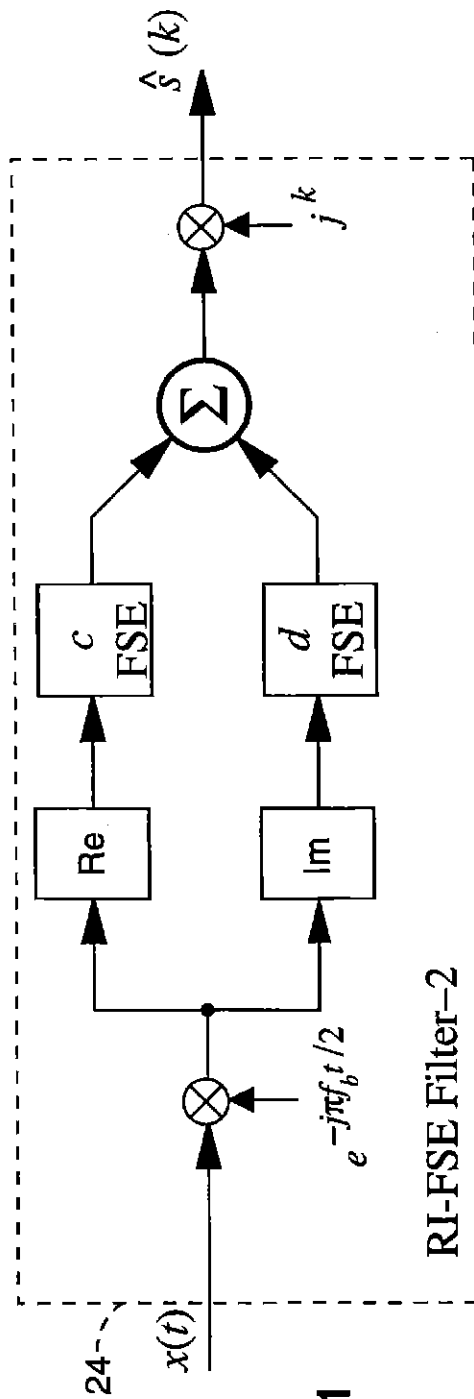 24
x(t)
e^{-jπf_b t/2}
Re
Im
c
FSE
d
FSE
Σ
j^k
ŝ(k)
RI-FSE Filter–2
1